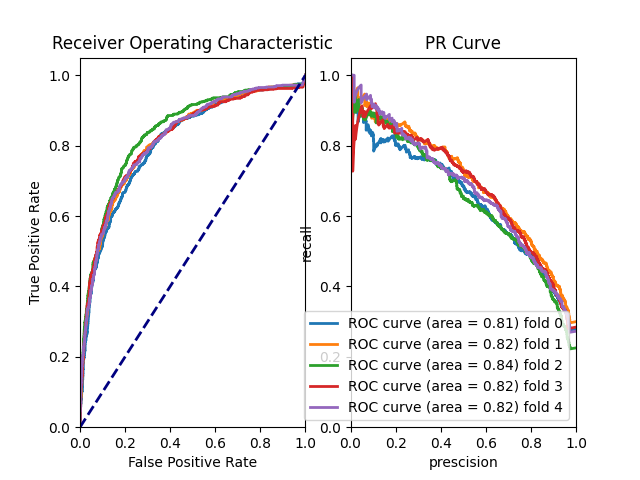 Receiver Operating Characteristic
1.0
0.8
0.6
0.4
0.2
0.0
True Positive Rate
0.0 0.2 0.4 0.6 0.8 1.0
False Positive Rate
PR Curve
1.0
0.8
0.6
0.4
0.2
0.0
recall
0.0 0.2 0.4 0.6 0.8 1.0
prescision
ROC curve (area = 0.81) fold 0
ROC curve (area = 0.82) fold 1
ROC curve (area = 0.84) fold 2
ROC curve (area = 0.82) fold 3
ROC curve (area = 0.82) fold 4